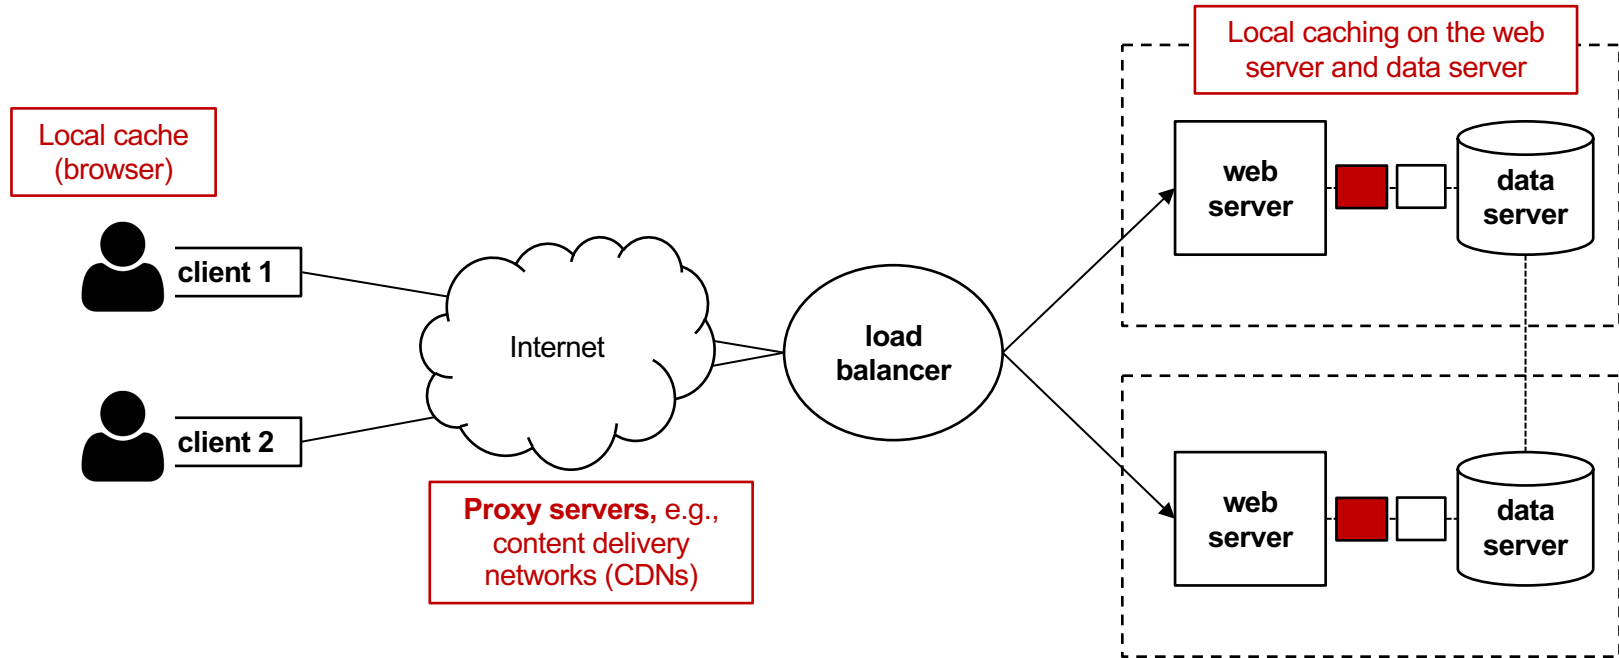 Local caching on the web
server and data server
Local cache
(browser)
client 1
client 2
Internet
Proxy servers, e.g.,
content delivery
networks (CDNs)
load
balancer
web
server
data
server
web
server
data
server